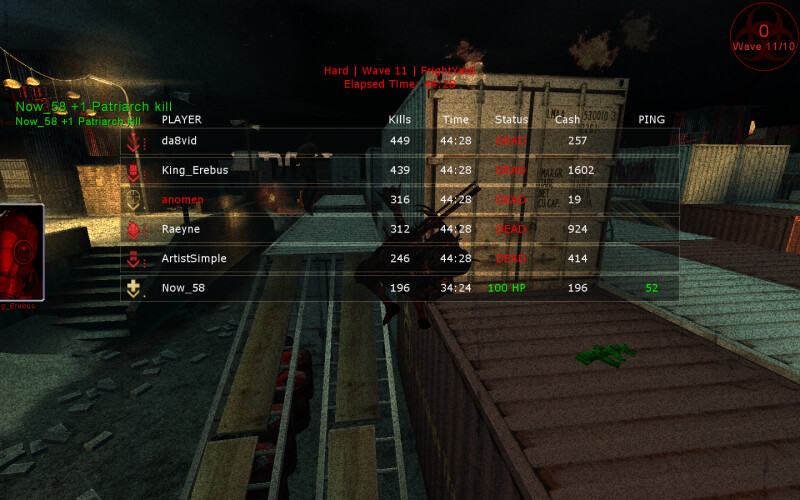 0
Wave 11/10
Hard | Wave 11 | FrightYard
Elapsed Time
Now_58 +1 Patriarch kill
Now_58 +1 Patriarch kill
PLAYER Kills Time Status Cash PING
da8vid 449 44:28 DEAD 257
King_Erebus 439 44:28 DEAD 1602
anomen 316 44:28 DEAD 19
Raeyne 312 44:28 DEAD 924
ArtistSimple 246 44:28 DEAD 414
Now_58 196 34:24 100 HP 196 52
g_Erebus